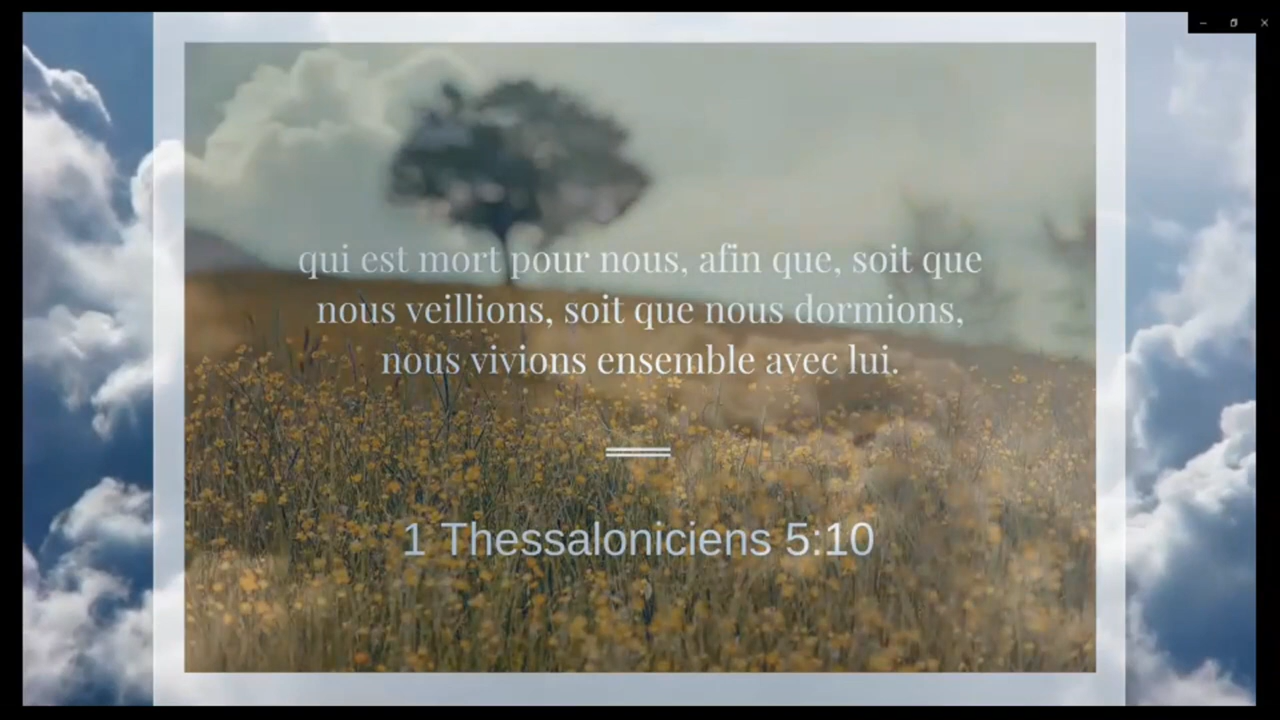 qui est mort pour nous, afin que, soit que
nous veillions, soit que nous dormions,
nous vivions ensemble avec lui.
1 Thessaloniciens 5:10